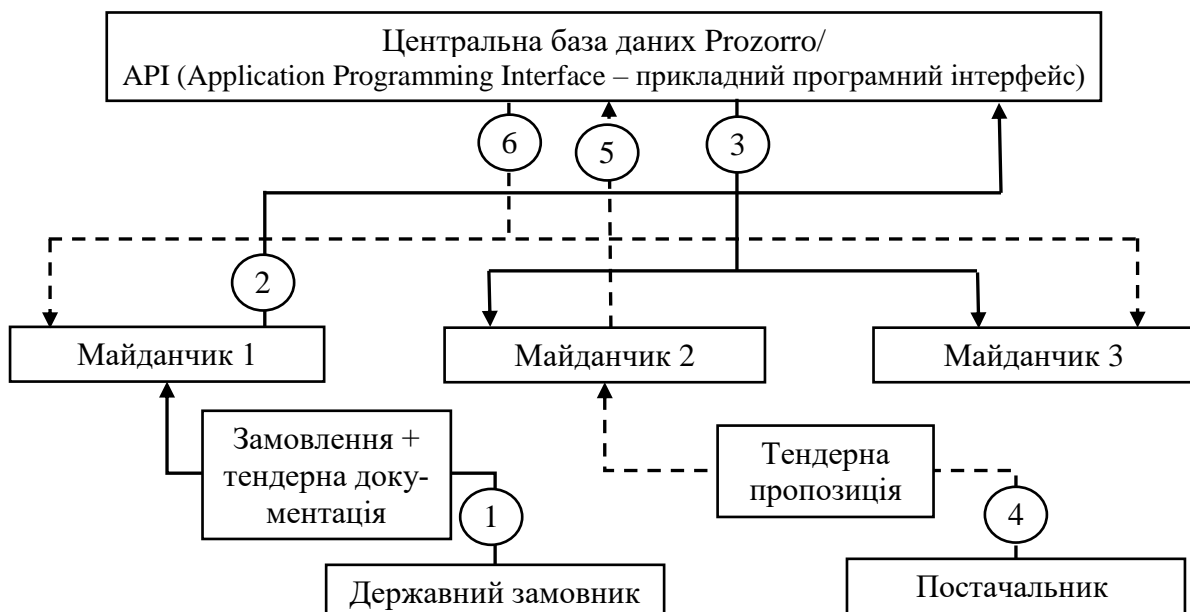 Центральна база даних Prozorro/
API (Application Programming Interface – прикладний програмний інтерфейс)
6
5
3
2
Майданчик 1
Майданчик 2
Майданчик 3
Замовлення +
тендерна доку-
ментація
Тендерна
пропозиція
1
4
Державний замовник
Постачальник